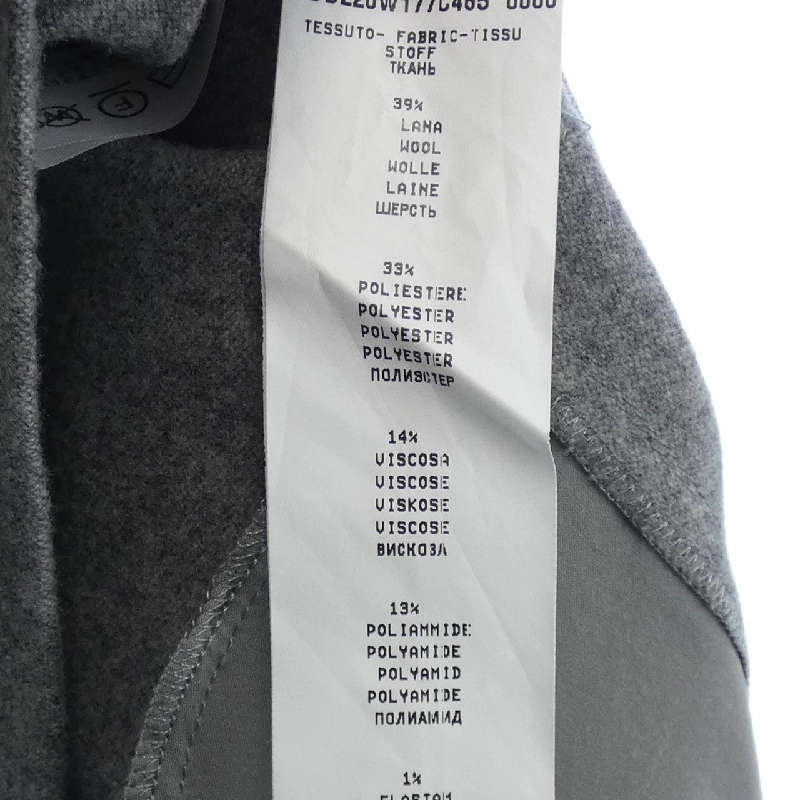 TESSUTO- FABRIC-TISSU
STOFF
ТКАНЬ
39%
LANA
WOOL
WOLLE
LAINE
ШЕРСТЬ
33%
POLIESTERE
POLYESTER
POLYESTER
POLYESTER
ПОЛИЭСТЕР
14%
VISCOSA
VISCOSE
VISKOSE
VISCOSE
ВИСКОЗА
13%
POLIAMMIDE
POLYAMIDE
POLYAMID
POLYAMIDE
ПОЛИАМИД
1%